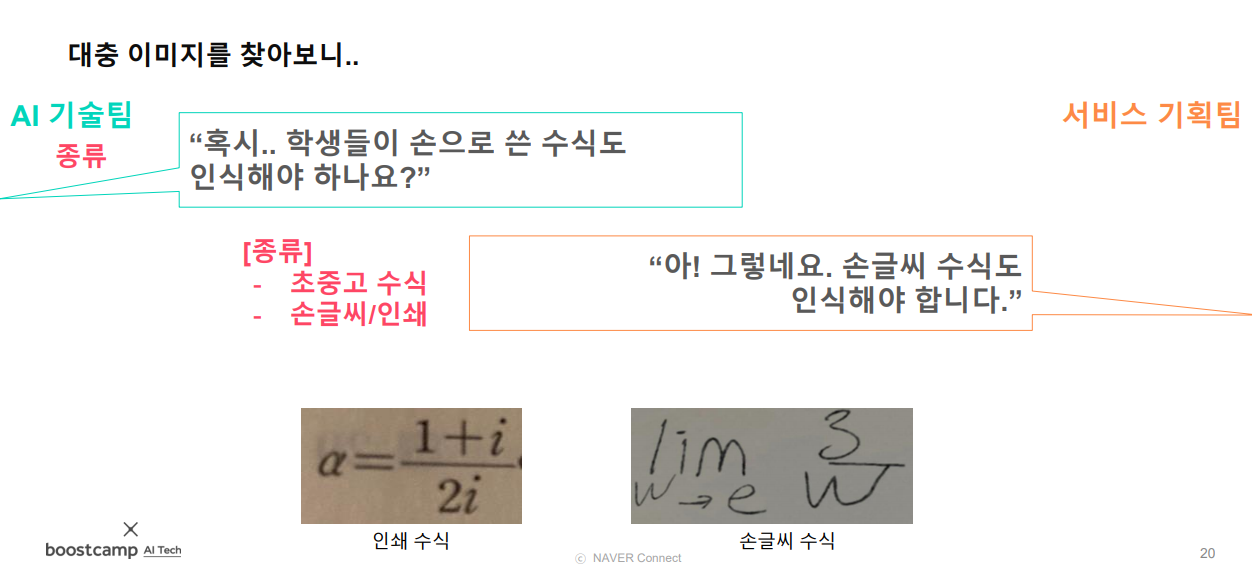 대충 이미지를 찾아보니..
AI 기술팀
종류
서비스 기획팀
“혹시.. 학생들이 손으로 쓴 수식도
인식해야 하나요?”
[종류]
- 초중고 수식
- 손글씨/인쇄
“아! 그렇네요. 손글씨 수식도
인식해야 합니다.”
α=1+i/2i
lim w→e 3/w
인쇄 수식
손글씨 수식
boostcamp AI Tech
ⓒ NAVER Connect
20